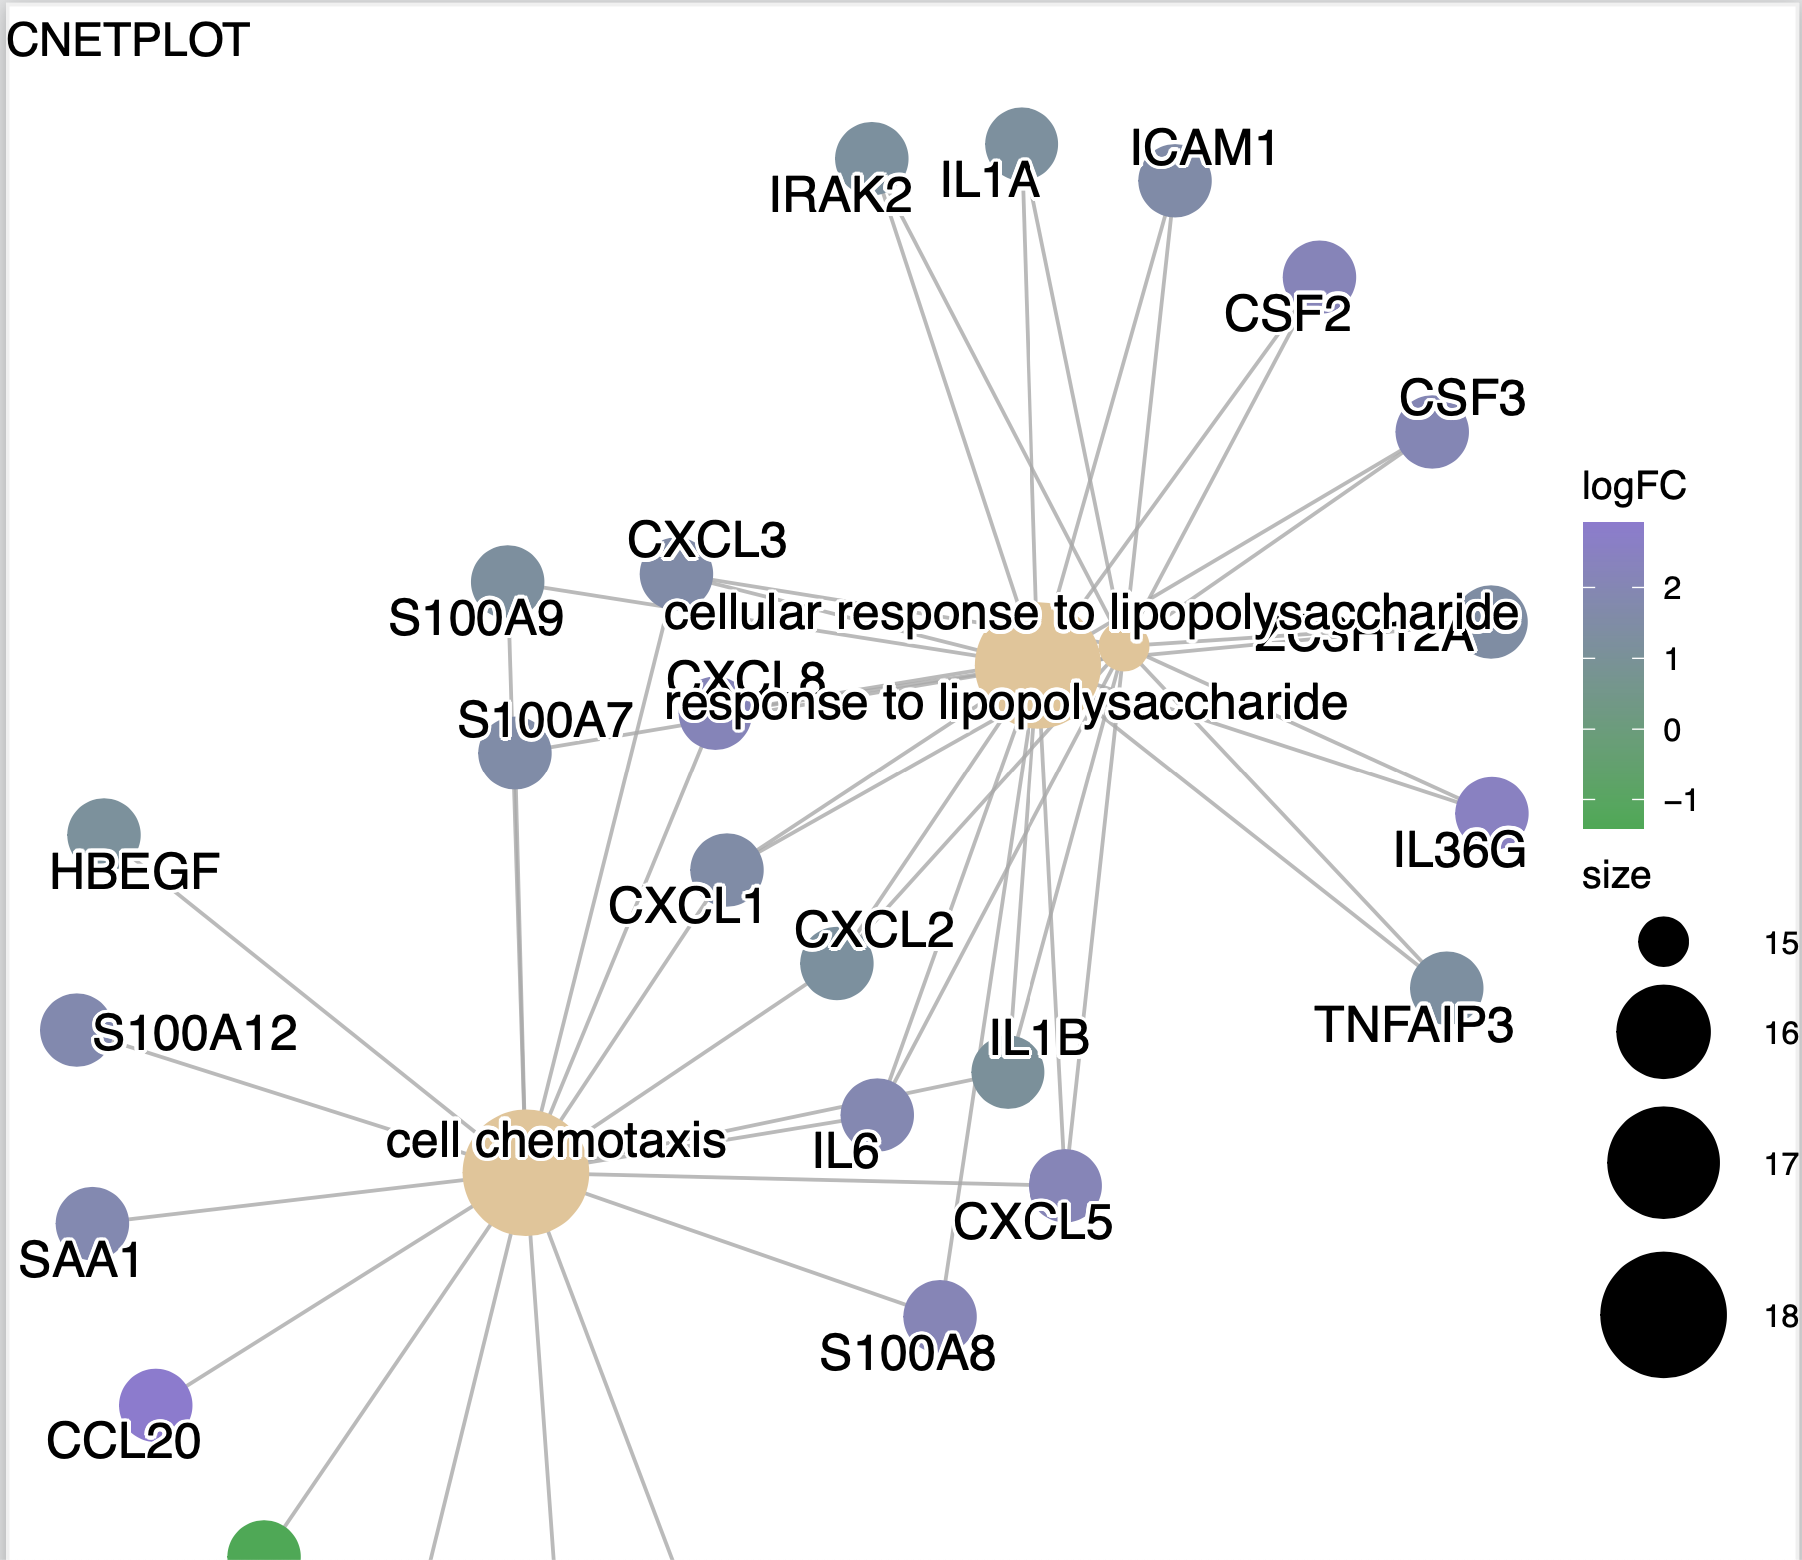 CNETPLOT
IRAK2
IL1A
ICAM1
CSF2
CSF3
CXCL3
S100A9
cellular response to lipopolysaccharide
ZC3H12A
CXCL8
response to lipopolysaccharide
S100A7
HBEGF
CXCL1
CXCL2
IL36G
S100A12
IL1B
TNFAIP3
cell chemotaxis
IL6
CXCL5
SAA1
S100A8
CCL20
logFC
2
1
0
−1
size
15
16
17
18